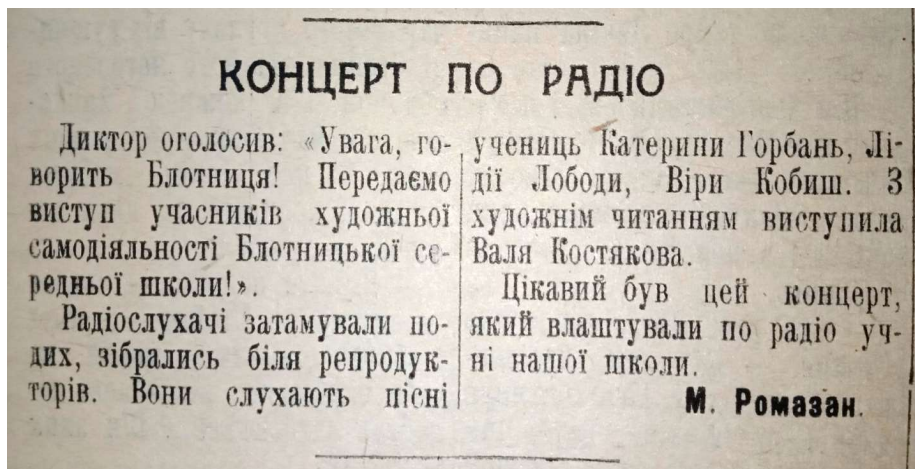 КОНЦЕРТ ПО РАДІО
Диктор оголосив: «Увага, го-
ворить Блотниця! Передаємо
виступ учасників художньої
самодіяльності Блотницької се-
редньої школи!».
Радіослухачі затамували по-
дих, зібрались біля репродук-
торів. Вони слухають пісні
учениць Катерини Горбань, Лі-
дії Лободи, Віри Кобиш. З
художнім читанням виступила
Валя Костякова.
Цікавий був цей концерт,
який влаштували по радіо уч-
ні нашої школи.
М. Ромазан.